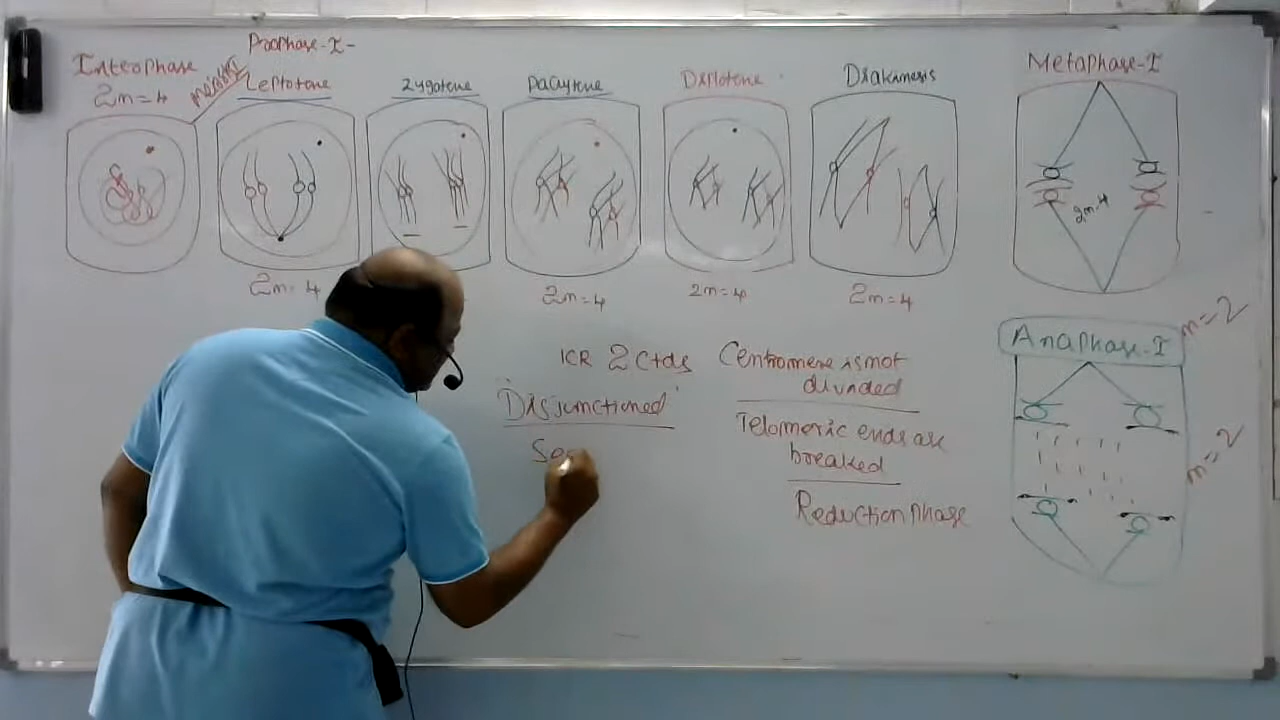 Interphase
2n=4
meiosis
Prophase-I-
Leptotene
Zygotene
Pacytene
Diplotene
Diakinesis
Metaphase-I
2n=4
2n=4
2n=4
2n=4
2n=4
Anaphase-I
n=2
n=2
ICR 2 Ctds
"Disjunctioned"
Centromere is not
divided
Telomeric ends are
breaked
Reduction phase